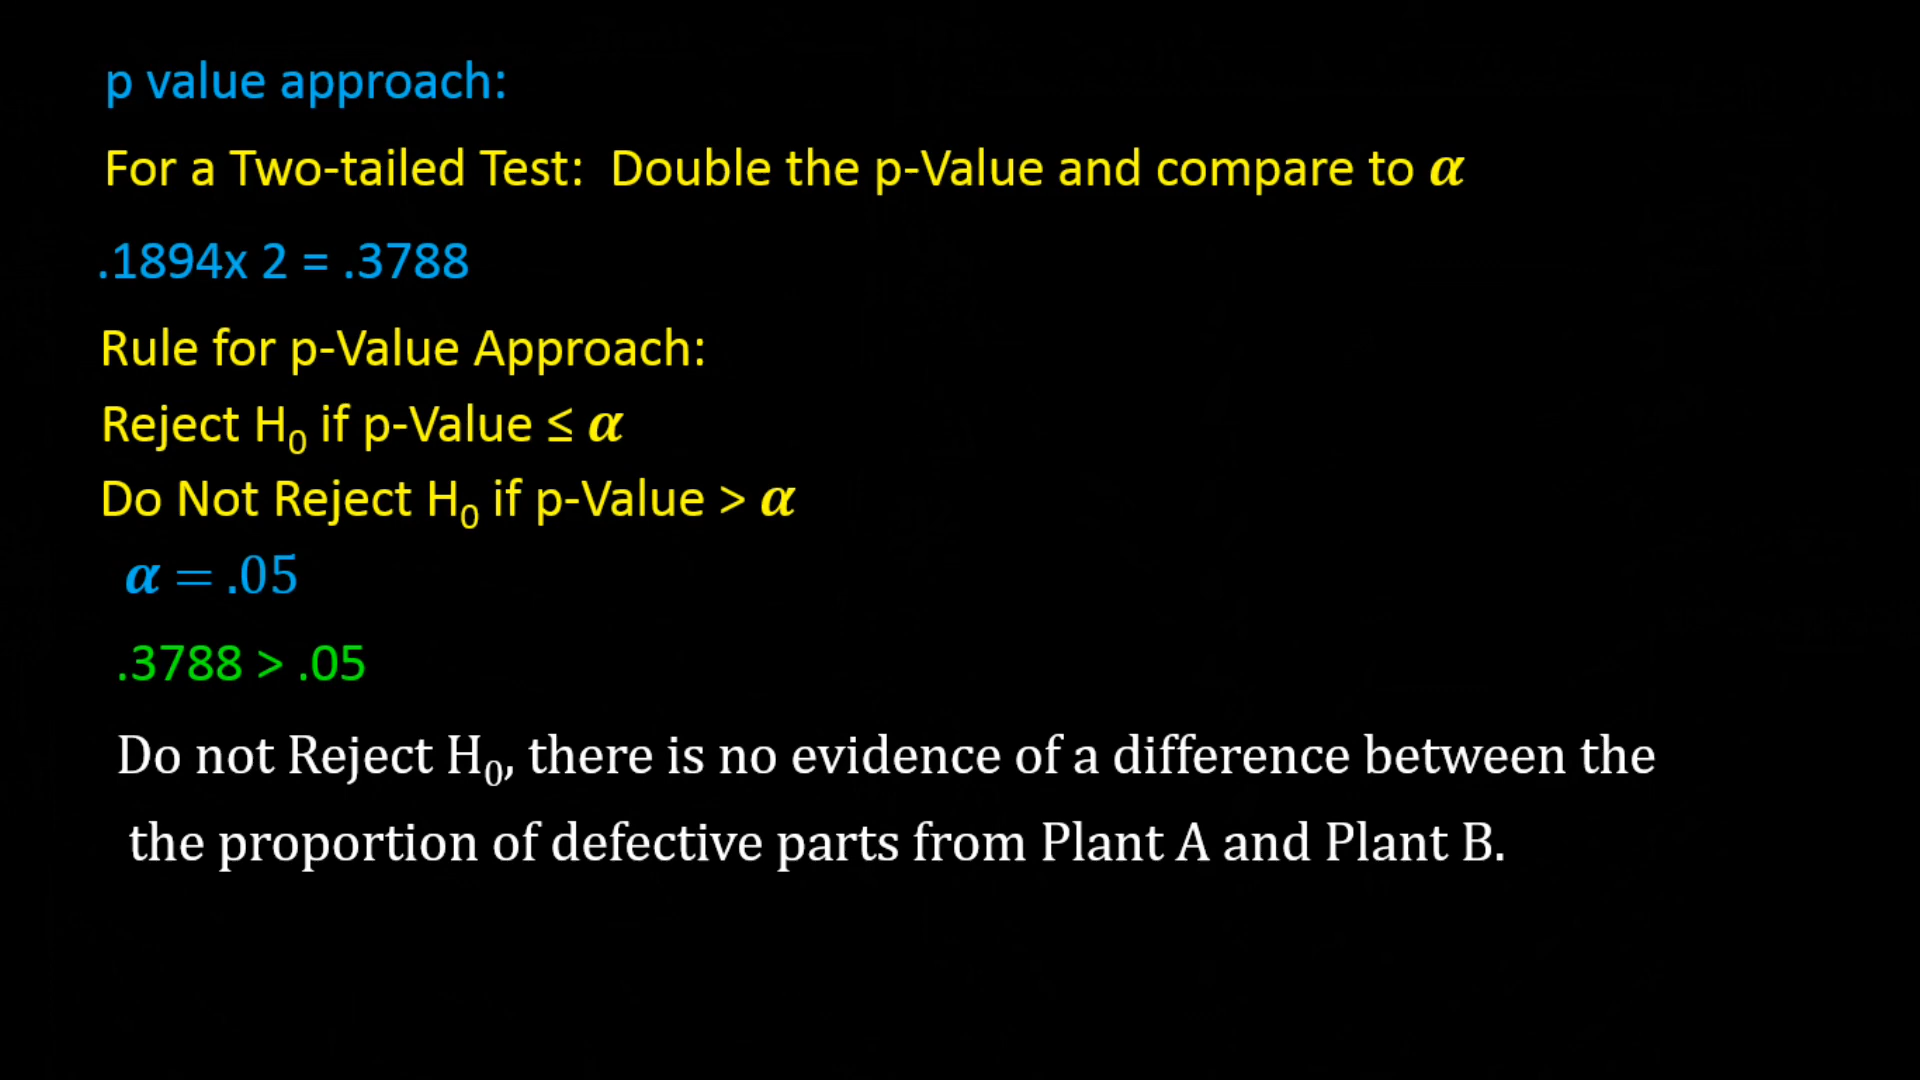 p value approach:
For a Two-tailed Test:  Double the p-Value and compare to 𝜶
.1894x 2 = .3788
Rule for p-Value Approach:
Reject H₀ if p-Value ≤ 𝜶
Do Not Reject H₀ if p-Value > 𝜶
𝜶 = .05
.3788 > .05
Do not Reject H₀, there is no evidence of a difference between the
the proportion of defective parts from Plant A and Plant B.